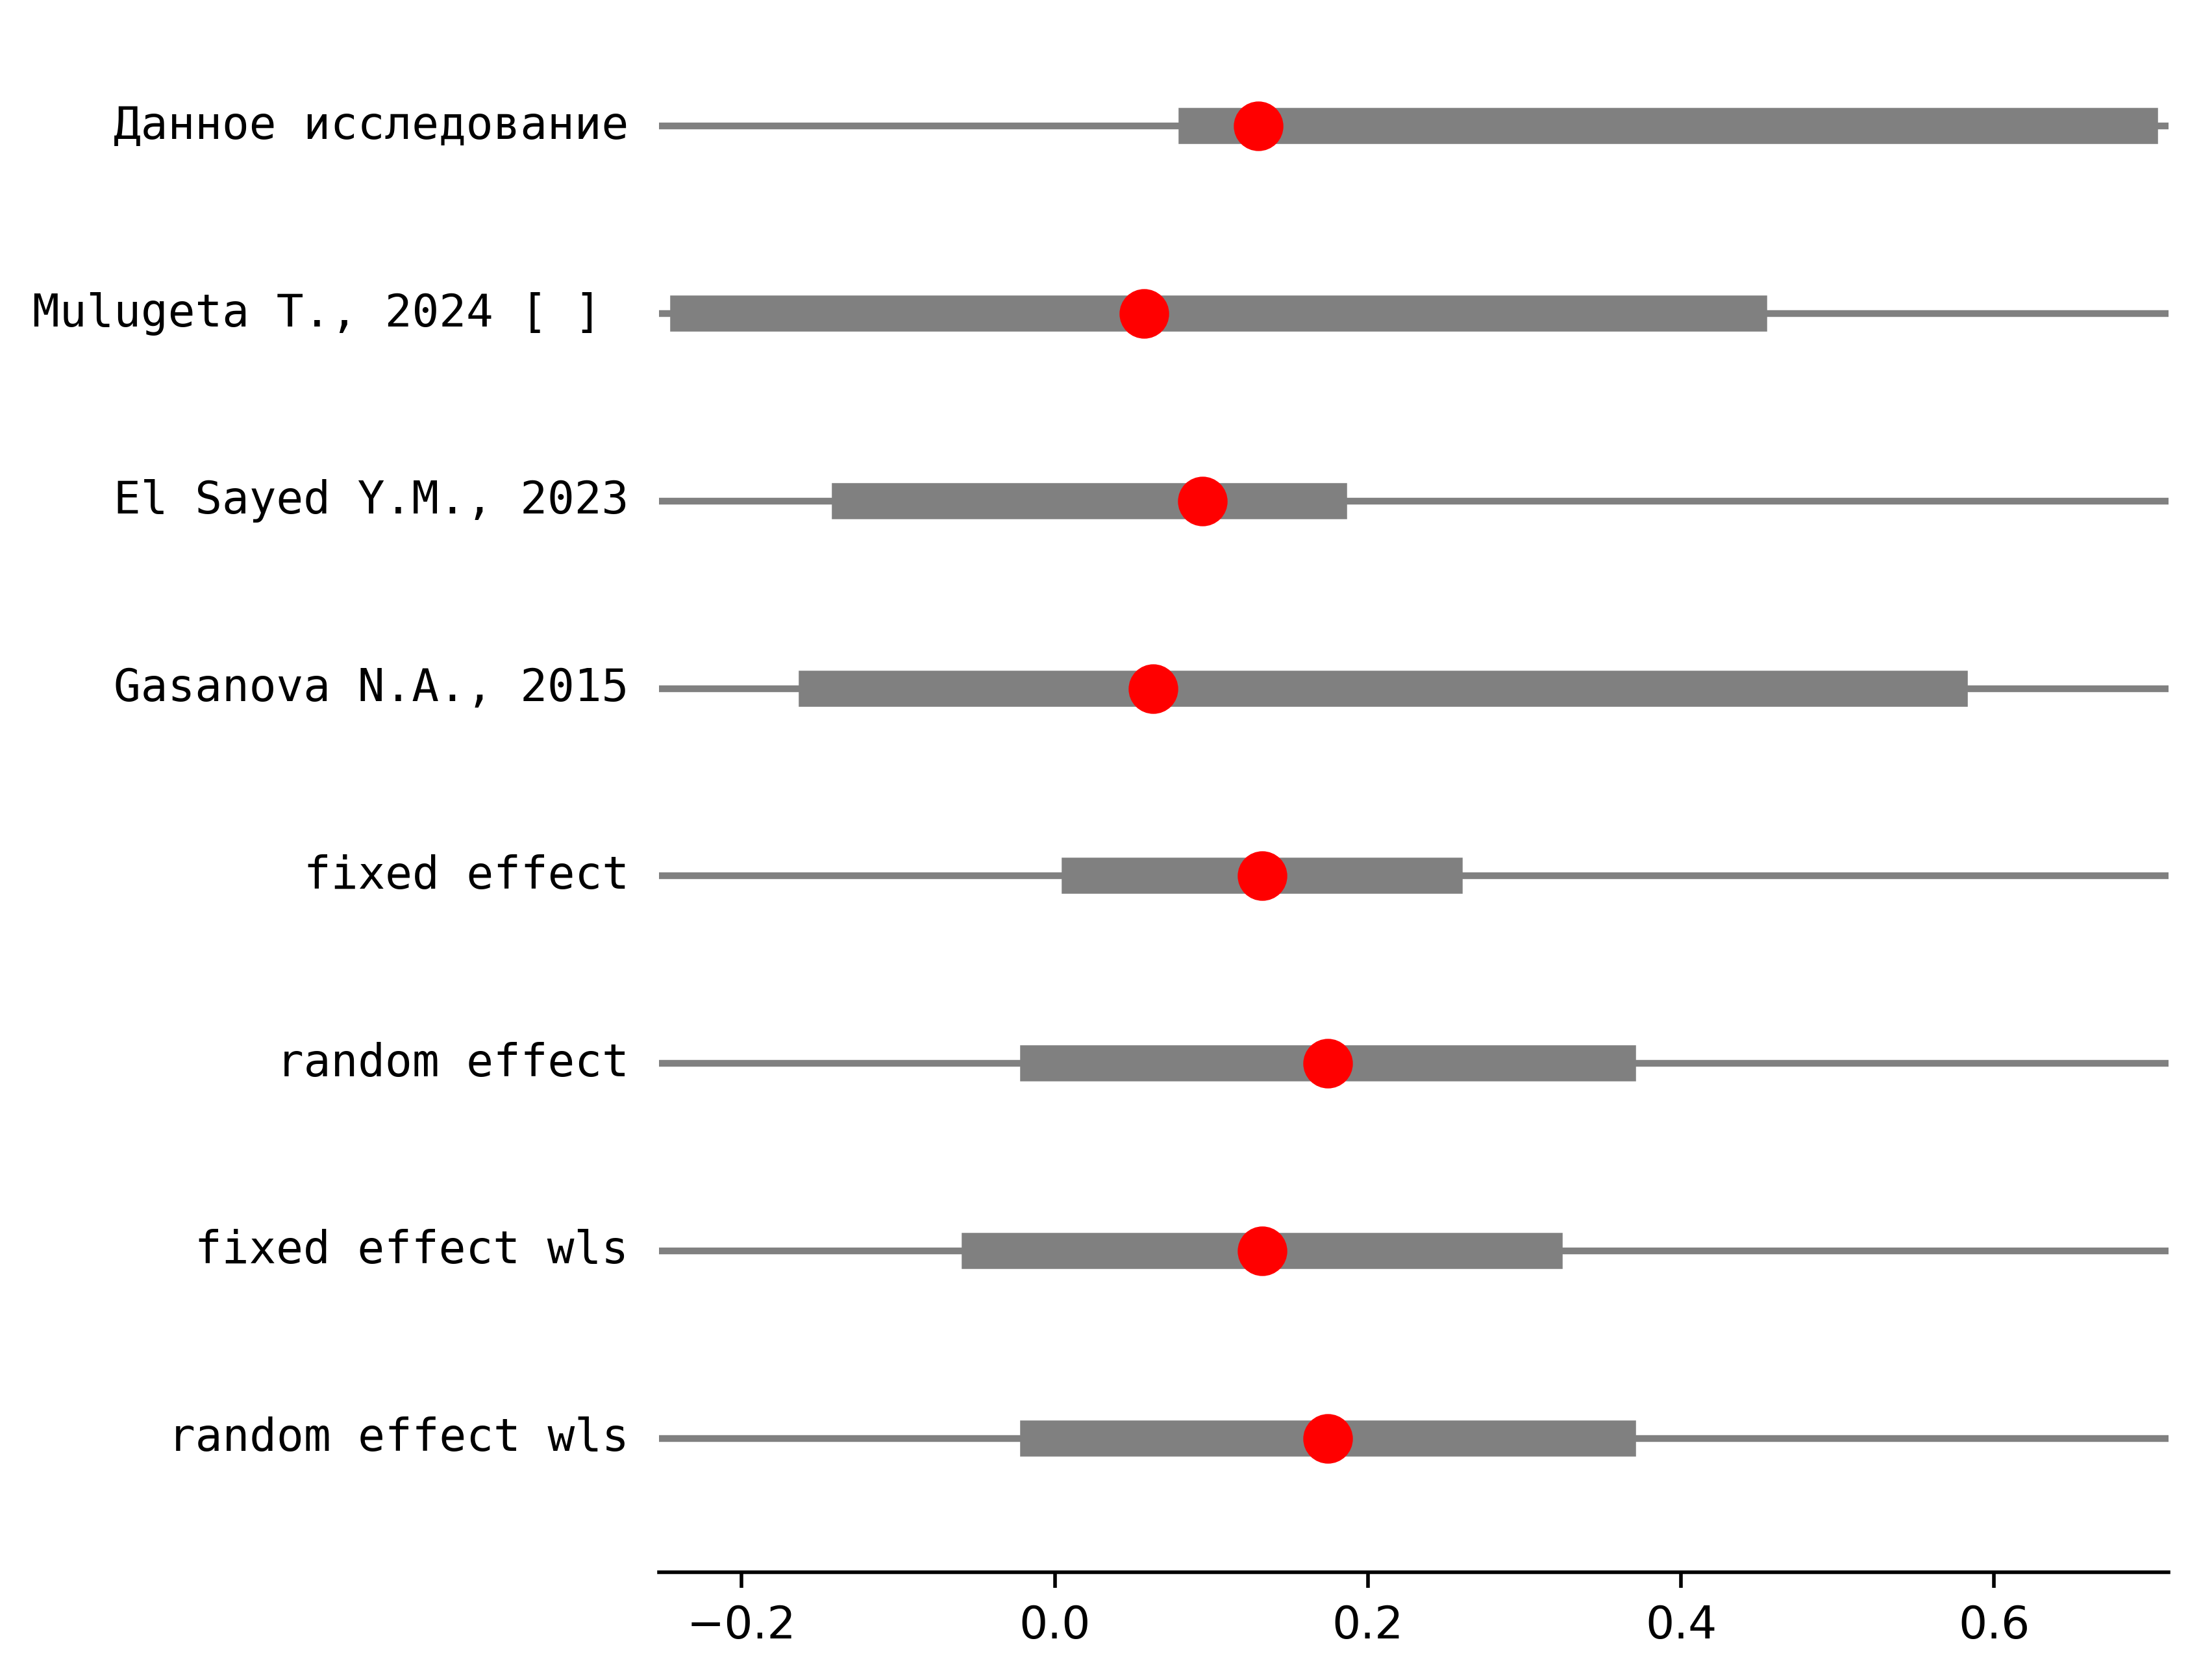 Данное исследование
Mulugeta T., 2024 [ ]
El Sayed Y.M., 2023
Gasanova N.A., 2015
fixed effect
random effect
fixed effect wls
random effect wls
−0.2 0.0 0.2 0.4 0.6